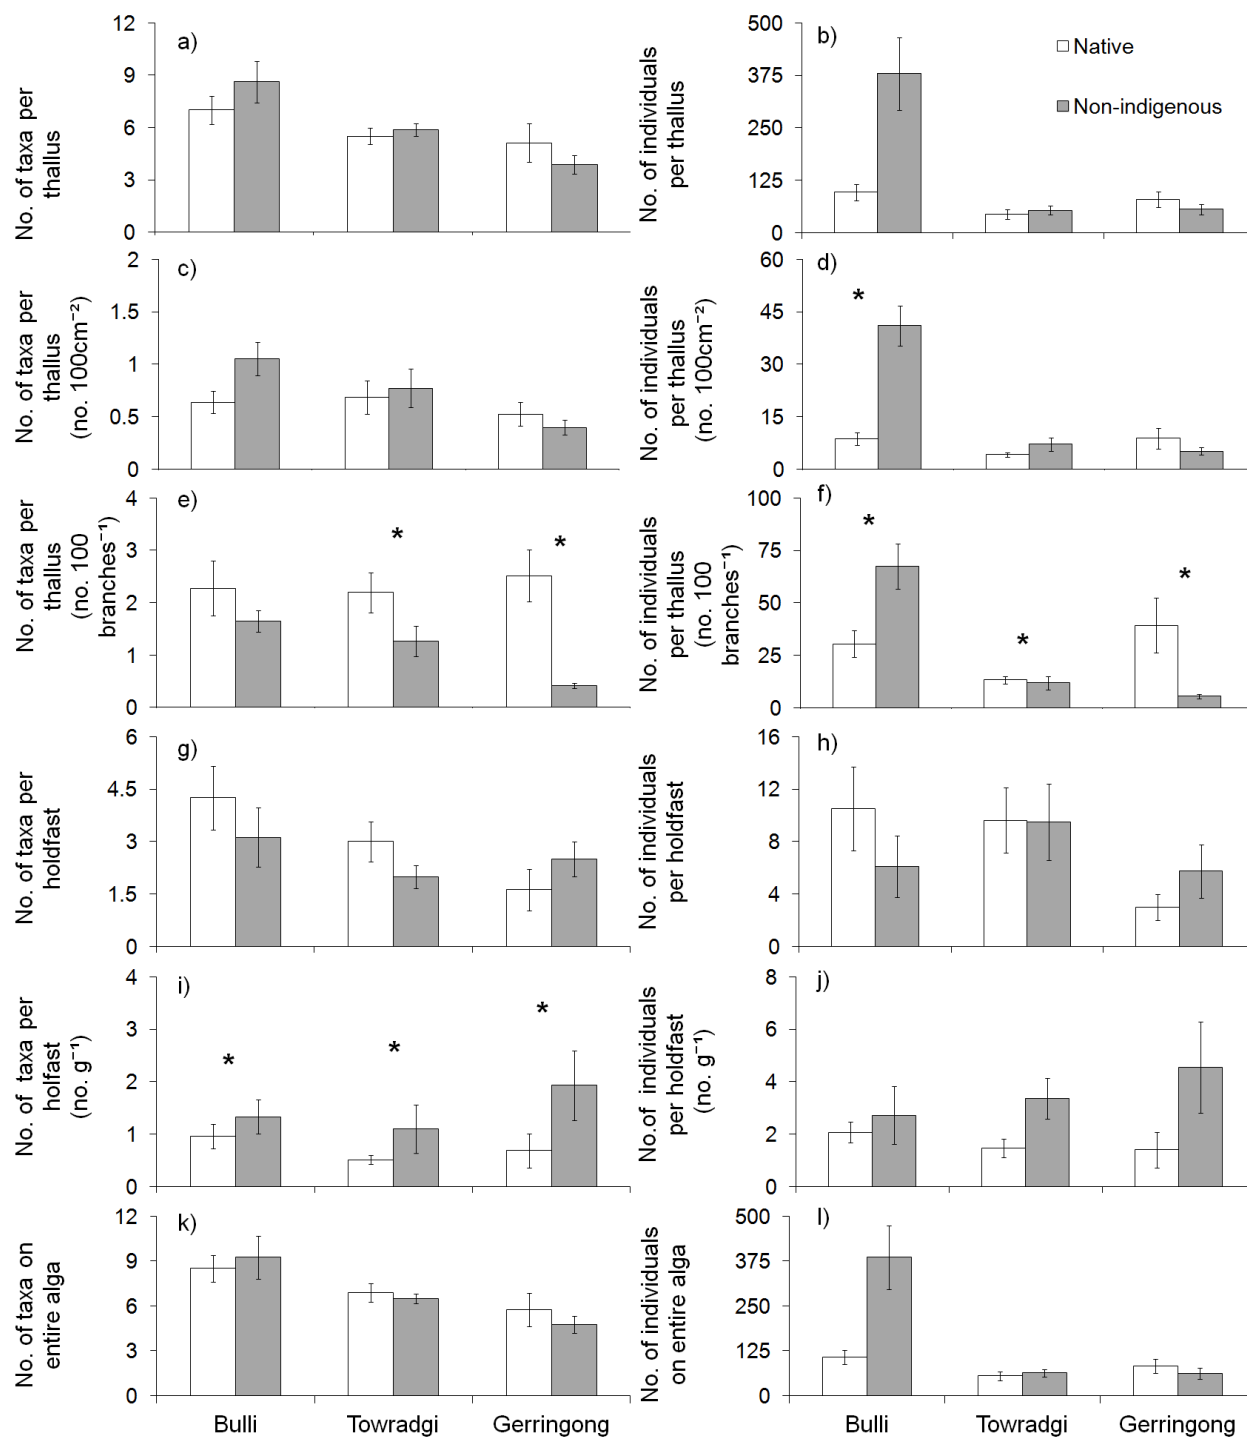 a)
No. of taxa per
thallus
12
9
6
3
0
b)
No. of individuals
per thallus
500
375
250
125
0
Native
Non-indigenous
c)
No. of taxa per
thallus
(no. 100cm⁻²)
2
1.5
1
0.5
0
d)
No. of individuals
per thallus
(no. 100cm⁻²)
60
45
30
15
0
*
e)
No. of taxa per
thallus
(no. 100
branches⁻¹)
4
3
2
1
0
*
*
f)
No. of individuals
per thallus
(no. 100
branches⁻¹)
100
75
50
25
0
*
*
*
g)
No. of taxa per
holdfast
6
4.5
3
1.5
0
h)
No. of individuals
per holdfast
16
12
8
4
0
i)
No. of taxa per
holfast
(no. g⁻¹)
4
3
2
1
0
*
*
*
j)
No.of individuals
per holdfast
(no. g⁻¹)
8
6
4
2
0
k)
No. of taxa on
entire alga
12
9
6
3
0
Bulli
Towradgi
Gerringong
l)
No. of individuals
on entire alga
500
375
250
125
0
Bulli
Towradgi
Gerringong